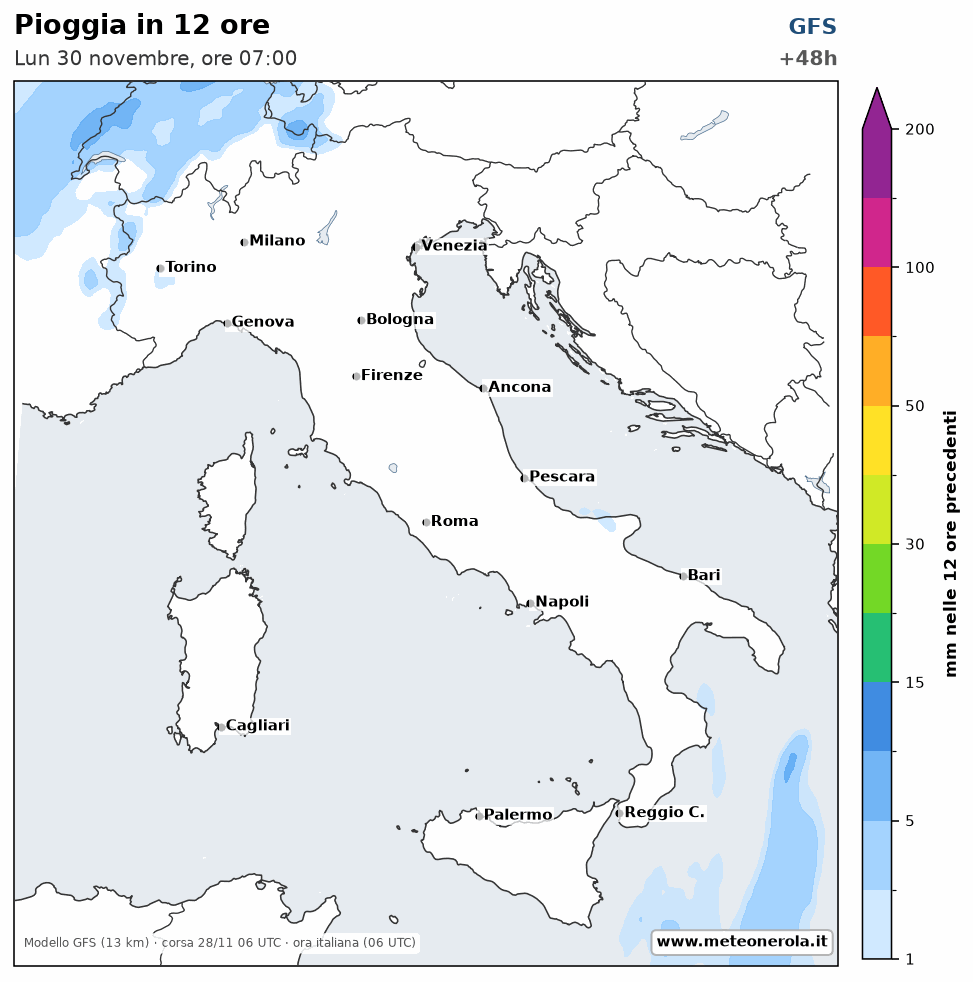 Pioggia in 12 ore
GFS
Lun 30 novembre, ore 07:00
+48h
200
100
50
30
15
5
1
mm nelle 12 ore precedenti
Milano
Venezia
Torino
Genova
Bologna
Firenze
Ancona
Pescara
Roma
Bari
Napoli
Cagliari
Palermo
Reggio C.
Modello GFS (13 km) · corsa 28/11 06 UTC · ora italiana (06 UTC)
www.meteonerola.it